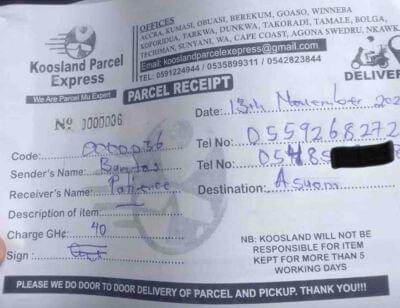 Koosland Parcel
Express
We Are Parcel Mu Expert
OFFICES
ACCRA, KUMASI, OBUASI, BEREKUM, GOASO, WINNEBA
KOFORIDUA, TARKWA, DUNKWA, TAKORADI, TAMALE, BOLGA,
TECHIMAN, SUNYANI, WA, CAPE COAST, AGONA SWEDRU, NKAWK
Email: kooslandparcelexpress@gmail.com
TEL: 0591224944 / 0535899311 / 0542823844
DELIVER
PARCEL RECEIPT
Nº 0000036
Date: 13th November 202
Code: 0000036
Tel No: 0559268272
Sender's Name:
Tel No 05485
Receiver's Name: Patience
Destination: Asuom
Description of item:
Charge GH¢: 40
Sign :
NB: KOOSLAND WILL NOT BE
RESPONSIBLE FOR ITEM
KEPT FOR MORE THAN 5
WORKING DAYS
PLEASE WE DO DOOR TO DOOR DELIVERY OF PARCEL AND PICKUP. THANK YOU!!!